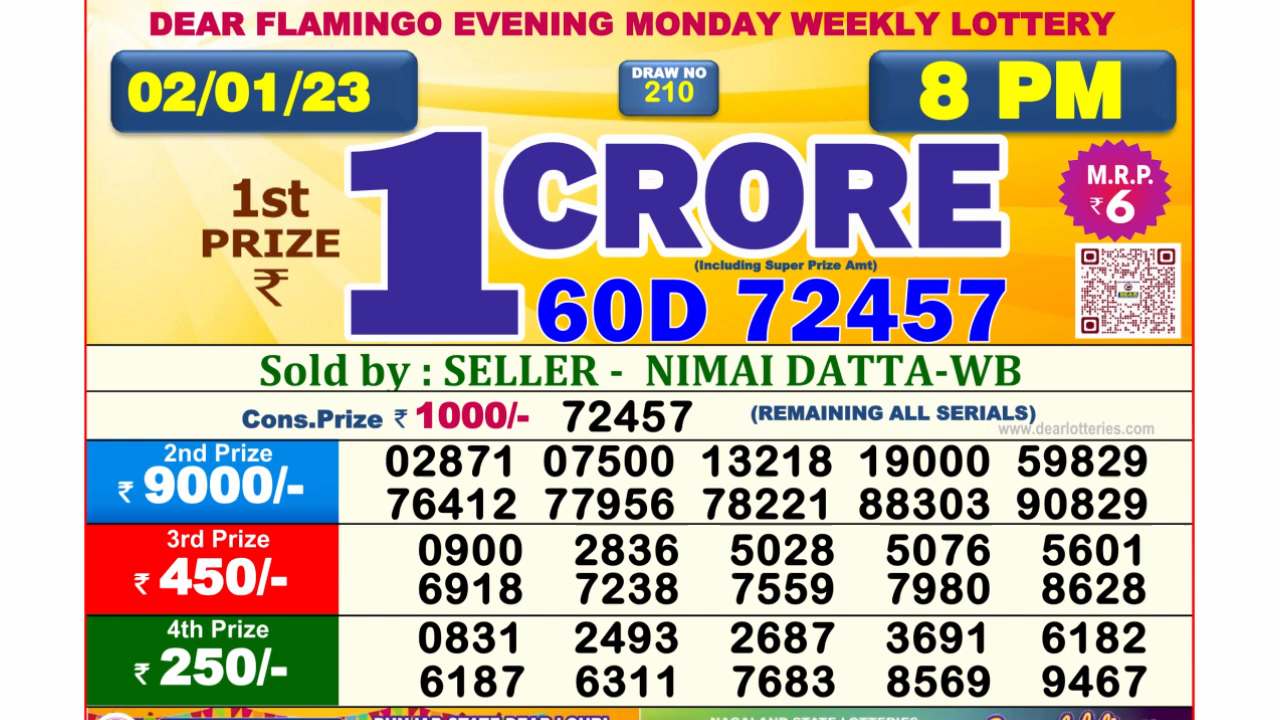 DEAR FLAMINGO EVENING MONDAY WEEKLY LOTTERY
02/01/23
DRAW NO
210
8 PM
1st
PRIZE
₹
1 CRORE
(Including Super Prize Amt)
M.R.P.
₹6
60D 72457
Sold by : SELLER - NIMAI DATTA-WB
Cons.Prize ₹ 1000/- 72457 (REMAINING ALL SERIALS)
www.dearlotteries.com
2nd Prize
₹ 9000/-
02871 07500 13218 19000 59829
76412 77956 78221 88303 90829
3rd Prize
₹ 450/-
0900 2836 5028 5076 5601
6918 7238 7559 7980 8628
4th Prize
₹ 250/-
0831 2493 2687 3691 6182
6187 6311 7683 8569 9467
NAGALAND STATE LOTTERIES